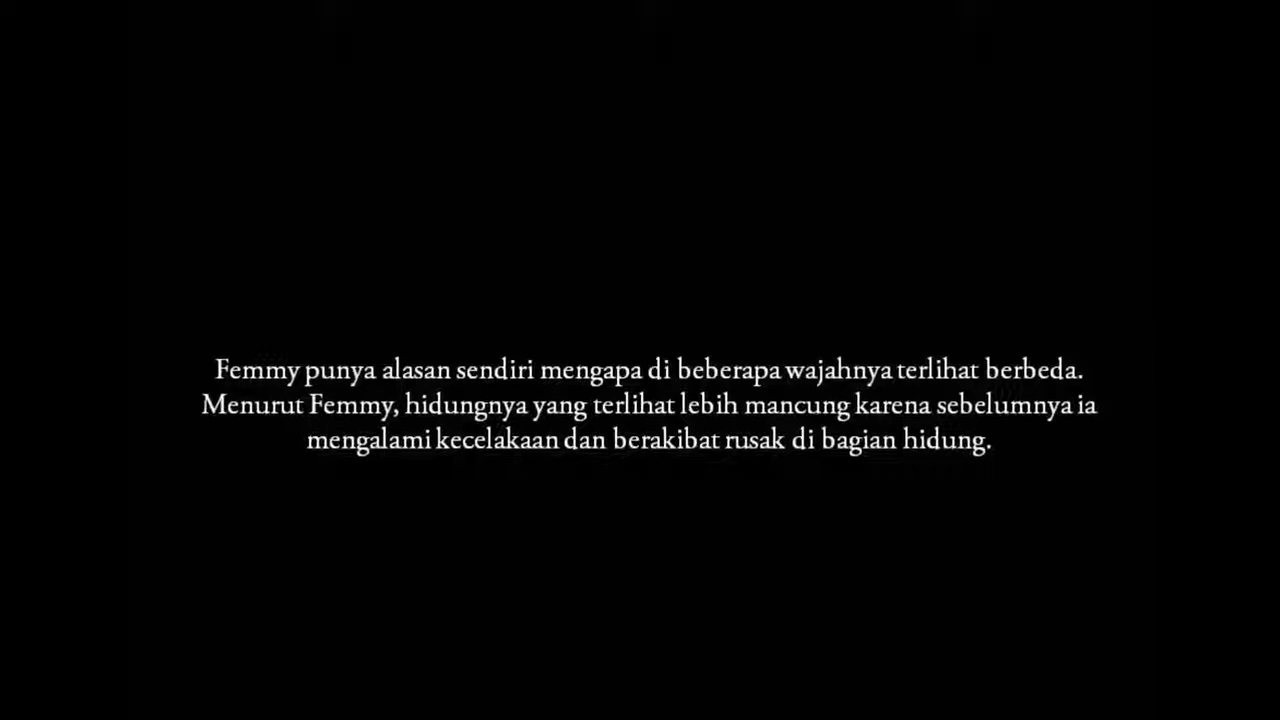 Femmy punya alasan sendiri mengapa di beberapa wajahnya terlihat berbeda.
Menurut Femmy, hidungnya yang terlihat lebih mancung karena sebelumnya ia
mengalami kecelakaan dan berakibat rusak di bagian hidung.